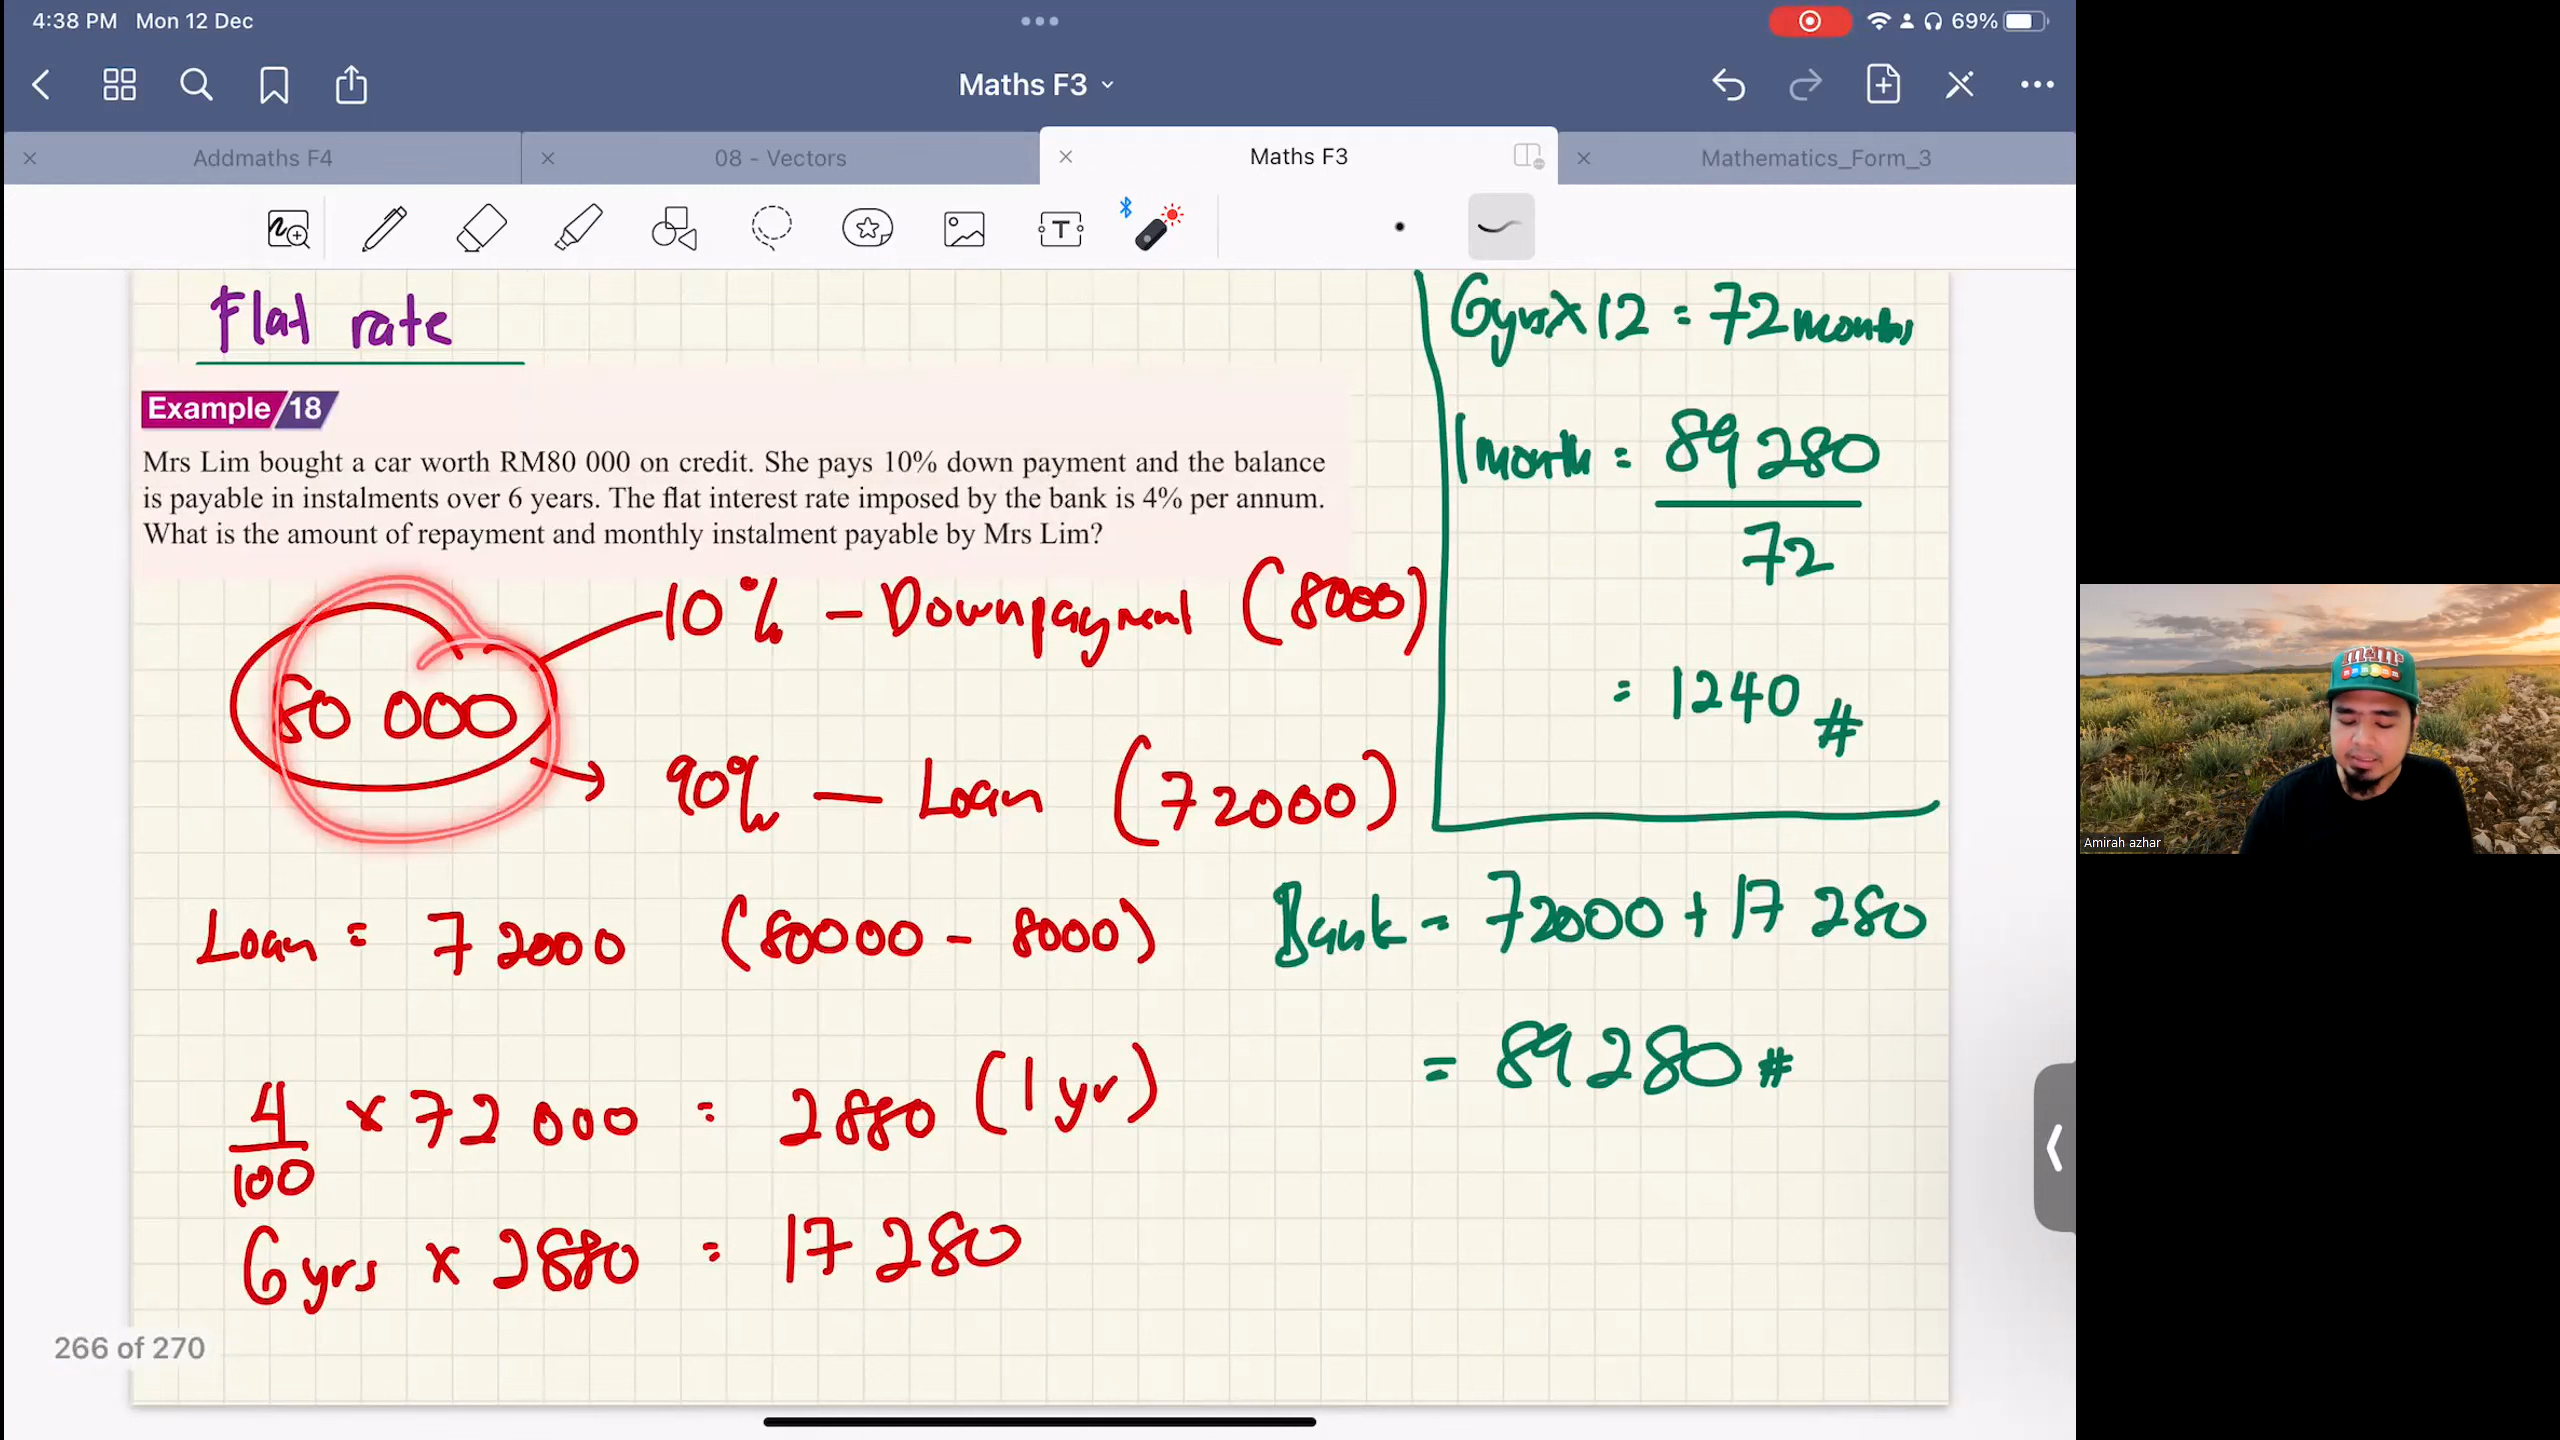 4:38 PM Mon 12 Dec
69%
Maths F3
Addmaths F4
08 - Vectors
Maths F3
Mathematics_Form_3
T
Flat rate
Example 18
Mrs Lim bought a car worth RM80 000 on credit. She pays 10% down payment and the balance
is payable in instalments over 6 years. The flat interest rate imposed by the bank is 4% per annum.
What is the amount of repayment and monthly instalment payable by Mrs Lim?
80 000
10% - Downpayment (8000)
90% - Loan (72000)
Loan = 72000 (80000 - 8000)
4/100 × 72 000 = 2880 (1 yr)
6 yrs × 2880 = 17 280
6yrs × 12 = 72 months
1 month = 89 280
72
= 1240 #
Bank = 72000 + 17 280
= 89 280 #
266 of 270
m&m's
Amirah azhar